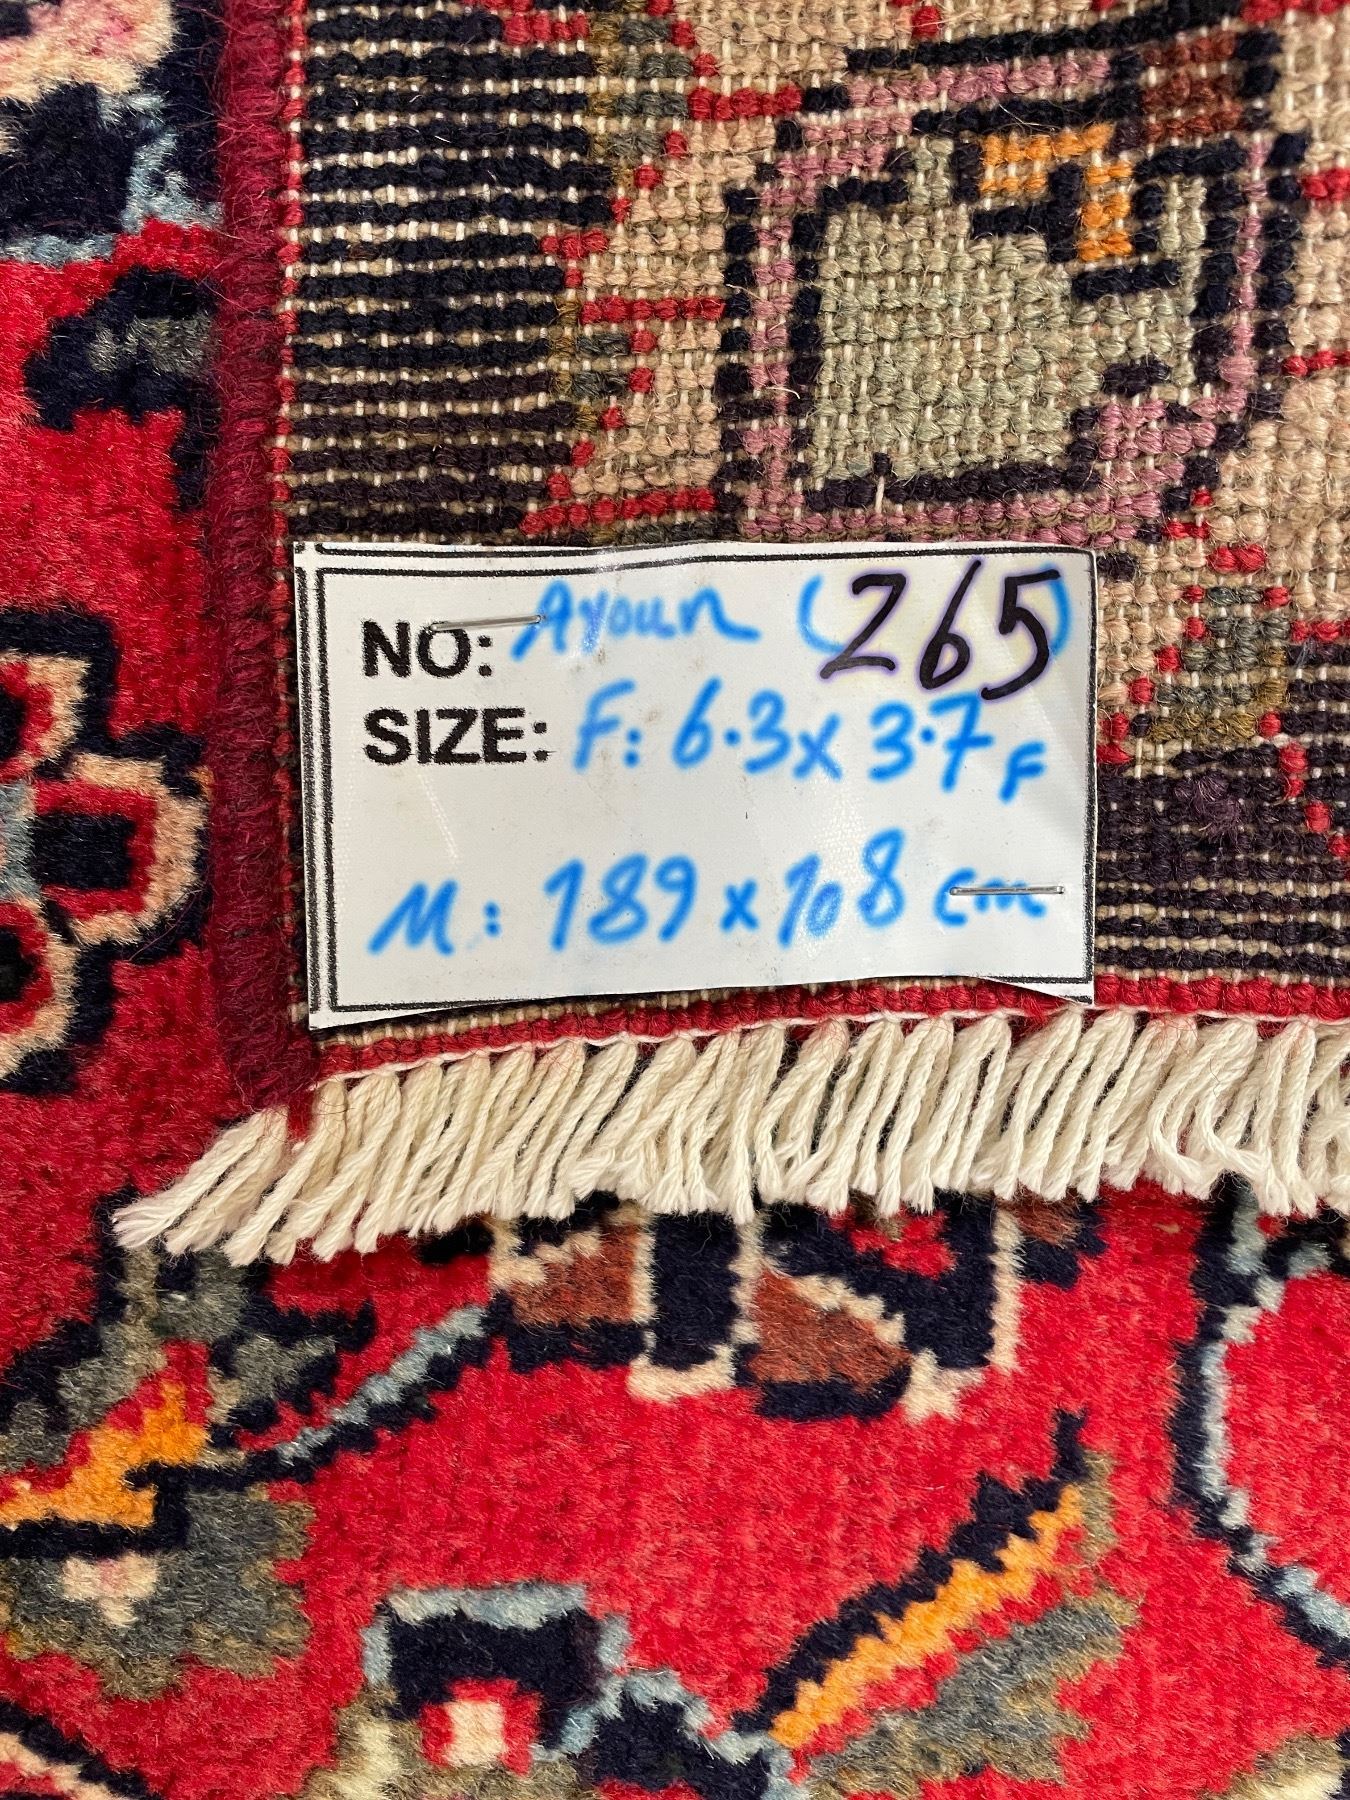 NO: Ayoun (265)
SIZE: F: 6.3x 3.7 F
M: 189 x 108 cm